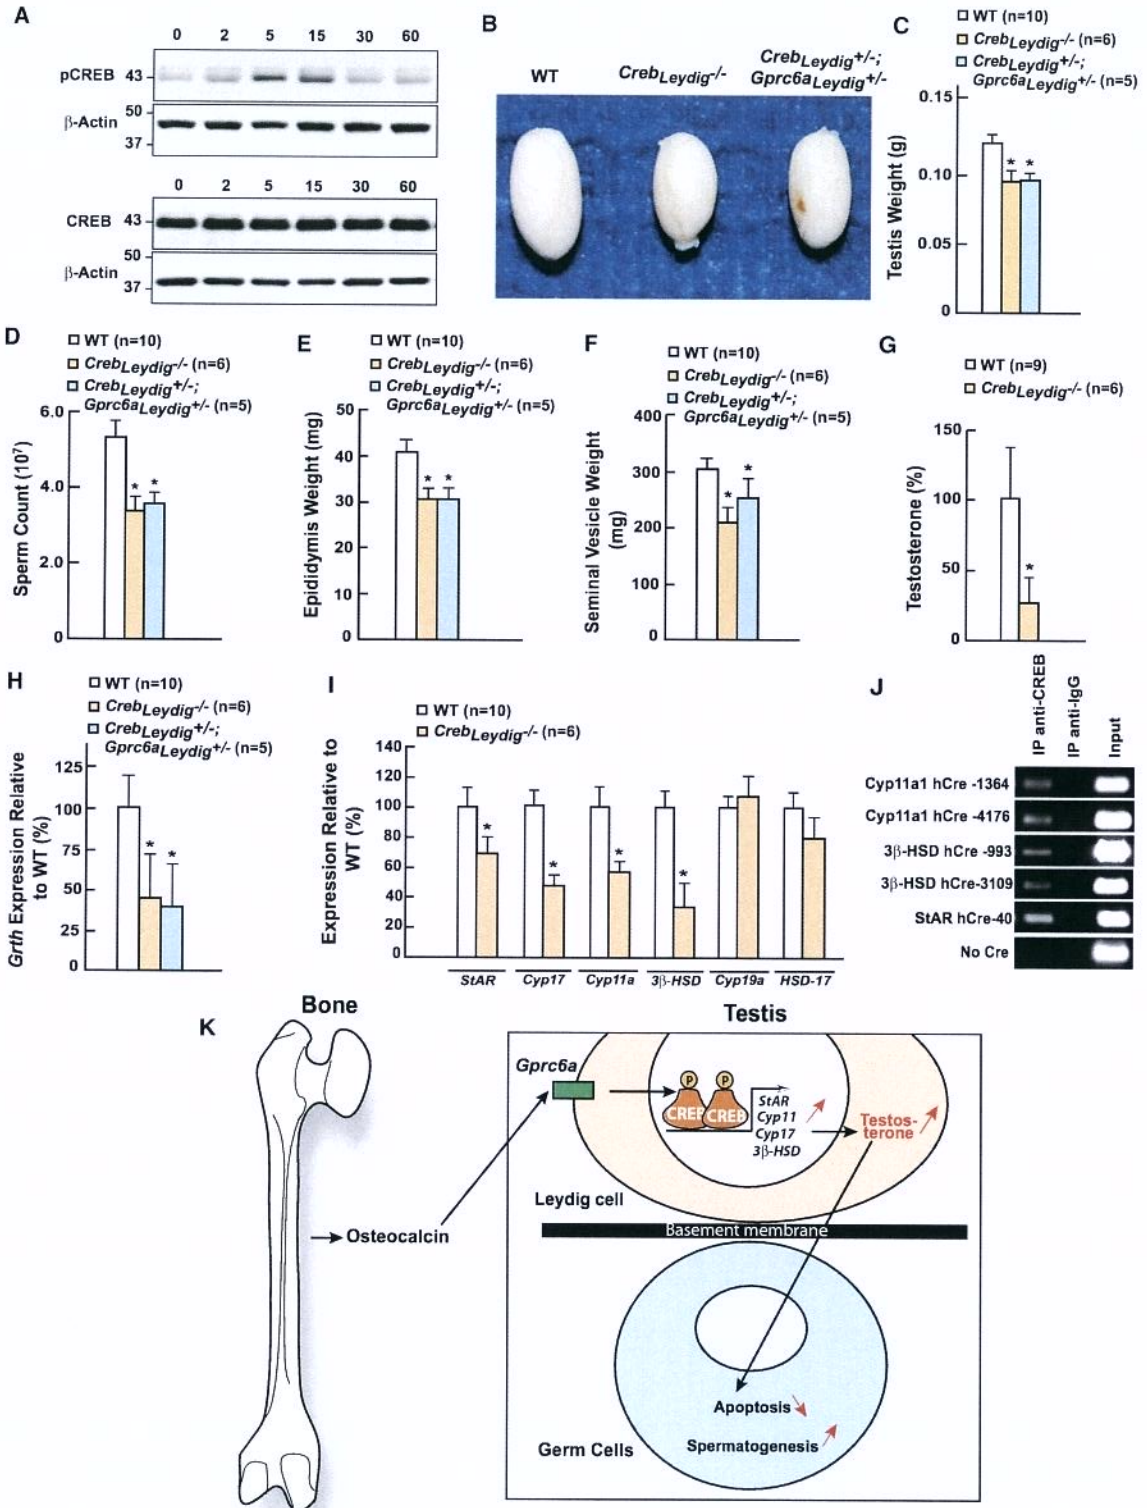 A
0 2 5 15 30 60
pCREB 43
β-Actin 50
37
0 2 5 15 30 60
CREB 43
β-Actin 50
37
B
WT
CrebLeydig-/-
CrebLeydig+/-;
Gprc6aLeydig+/-
C
WT (n=10)
CrebLeydig-/- (n=6)
CrebLeydig+/-;
Gprc6aLeydig+/- (n=5)
Testis Weight (g)
0.15
0.10
0.05
0
* *
D
WT (n=10)
CrebLeydig-/- (n=6)
CrebLeydig+/-;
Gprc6aLeydig+/- (n=5)
Sperm Count (10⁷)
6.0
4.0
2.0
0
* *
E
WT (n=10)
CrebLeydig-/- (n=6)
CrebLeydig+/-;
Gprc6aLeydig+/- (n=5)
Epididymis Weight (mg)
50
40
30
20
10
0
* *
F
WT (n=10)
CrebLeydig-/- (n=6)
CrebLeydig+/-;
Gprc6aLeydig+/- (n=5)
Seminal Vesicle Weight
(mg)
400
300
200
100
0
* *
G
WT (n=9)
CrebLeydig-/- (n=6)
Testosterone (%)
150
100
50
0
*
H
WT (n=10)
CrebLeydig-/- (n=6)
CrebLeydig+/-;
Gprc6aLeydig+/- (n=5)
Grth Expression Relative
to WT (%)
125
100
75
50
25
0
* *
I
WT (n=10)
CrebLeydig-/- (n=6)
Expression Relative to
WT (%)
140
120
100
80
60
40
20
0
* * * *
StAR Cyp17 Cyp11a 3β-HSD Cyp19a HSD-17
J
IP anti-CREB
IP anti-IgG
Input
Cyp11a1 hCre -1364
Cyp11a1 hCre -4176
3β-HSD hCre -993
3β-HSD hCre-3109
StAR hCre-40
No Cre
K
Bone
Osteocalcin
Testis
Gprc6a
P P
CREB CREB
StAR
Cyp11
Cyp17
3β-HSD
Testos-
terone
Leydig cell
Basement membrane
Apoptosis
Spermatogenesis
Germ Cells